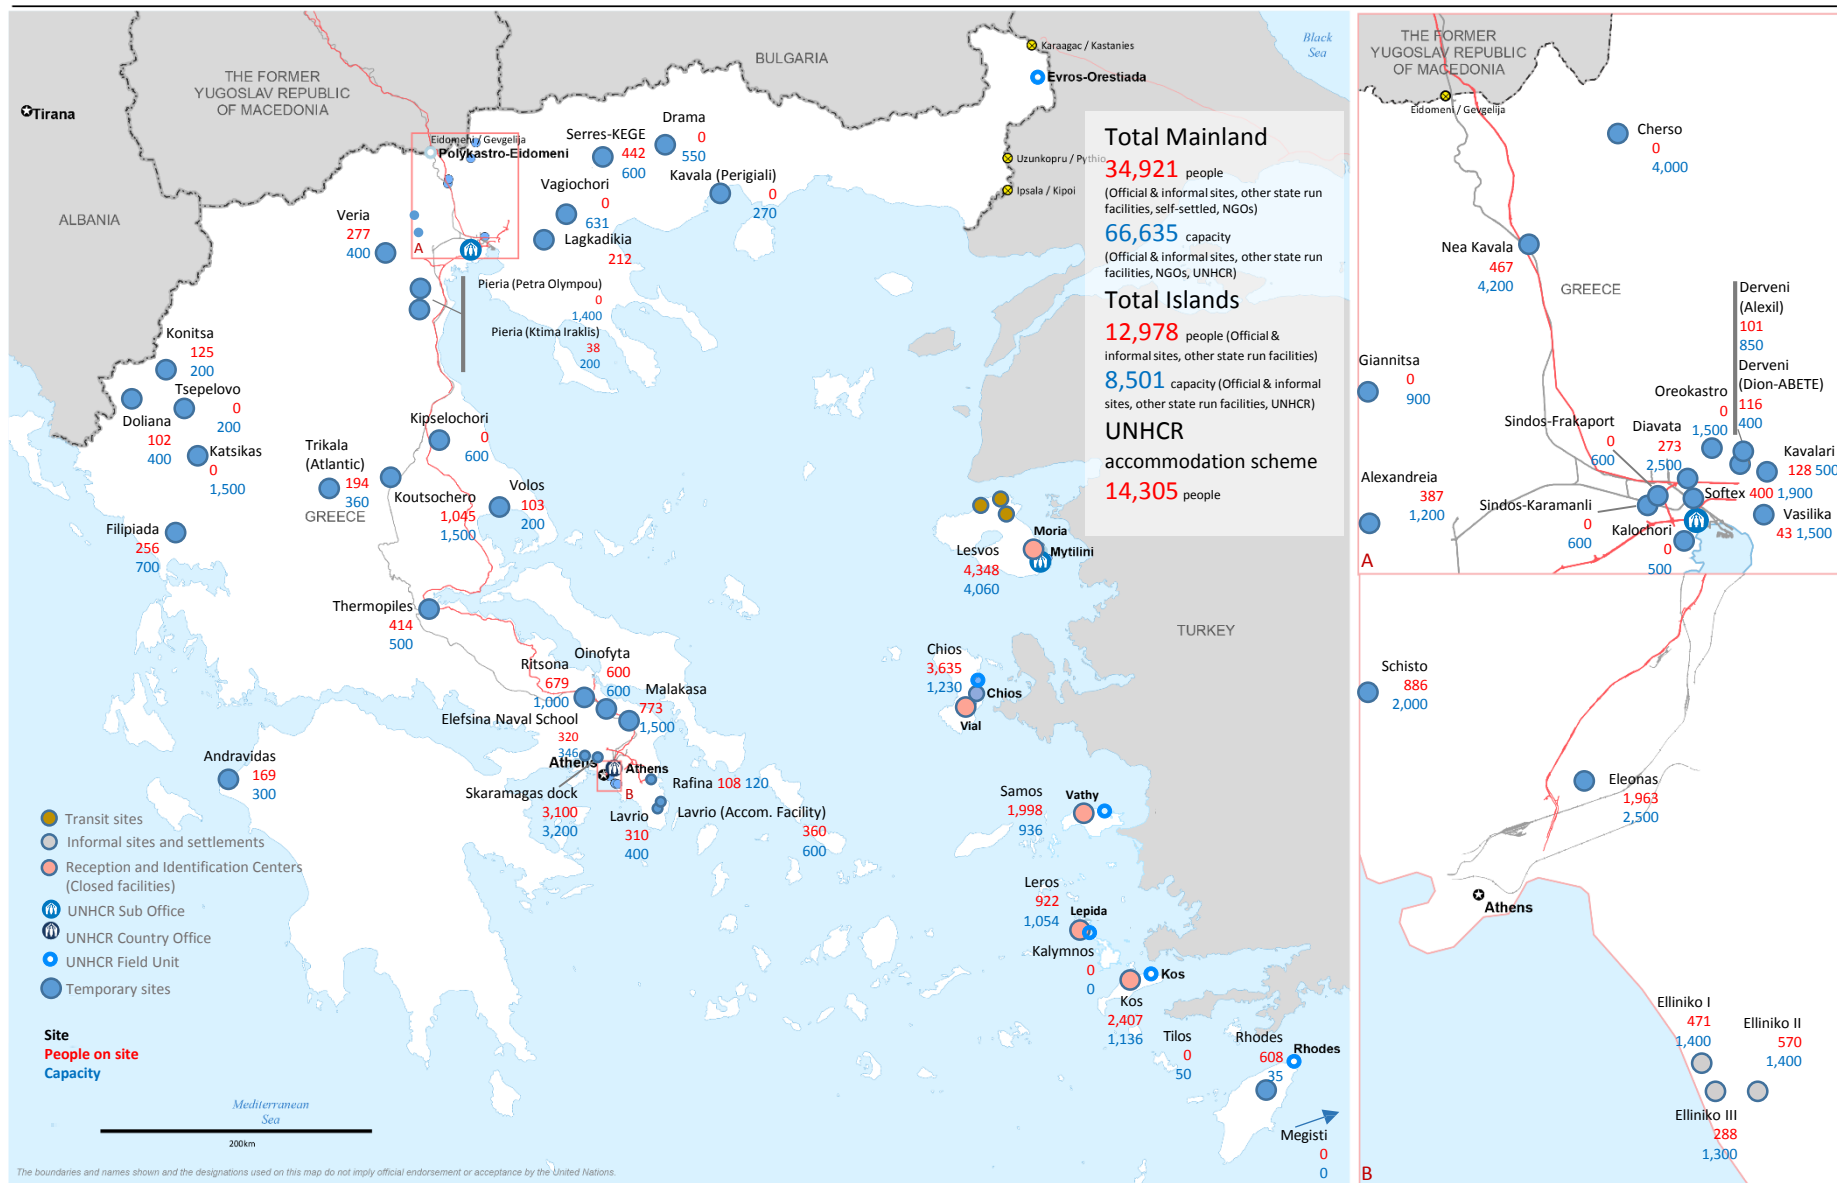 THE FORMER
YUGOSLAV REPUBLIC
OF MACEDONIA
BULGARIA
Black
Sea
Karaagac / Kastanies
Evros-Orestiada
Tirana
ALBANIA
Eidomeni / Gevgelija
Polykastro-Eidomeni
Serres-KEGE
442
600
Drama
0
550
Kavala (Perigiali)
0
270
Vagiochori
0
631
Lagkadikia
212
Veria
277
400
A
Uzunkopru / Pythio
Ipsala / Kipoi
Total Mainland
34,921 people
(Official & informal sites, other state run
facilities, self-settled, NGOs)
66,635 capacity
(Official & informal sites, other state run
facilities, NGOs, UNHCR)
Total Islands
12,978 people (Official &
informal sites, other state run facilities)
8,501 capacity (Official & informal
sites, other state run facilities, UNHCR)
UNHCR
accommodation scheme
14,305 people
Pieria (Petra Olympou)
0
1,400
Pieria (Ktima Iraklis)
38
200
Konitsa
125
200
Tsepelovo
0
200
Doliana
102
400
Katsikas
0
1,500
Trikala
(Atlantic)
194
360
Kipselochori
0
600
Koutsochero
1,045
1,500
Volos
103
200
GREECE
Filipiada
256
700
Thermopiles
414
500
Ritsona
679
1,000
Oinofyta
600
600
Malakasa
773
1,500
Elefsina Naval School
320
346
Athens
Athens
B
Skaramagas dock
3,100
3,200
Rafina 108 120
Lavrio
310
400
Lavrio (Accom. Facility)
360
600
Andravidas
169
300
Moria
Mytilini
Lesvos
4,348
4,060
TURKEY
Chios
3,635
1,230
Chios
Vial
Samos
1,998
936
Vathy
Leros
922
1,054
Lepida
Kalymnos
0
0
Kos
Kos
2,407
1,136
Tilos
0
50
Rhodes
608
35
Rhodes
Megisti
0
0
Transit sites
Informal sites and settlements
Reception and Identification Centers
(Closed facilities)
UNHCR Sub Office
UNHCR Country Office
UNHCR Field Unit
Temporary sites
Site
People on site
Capacity
Mediterranean
Sea
200km
The boundaries and names shown and the designations used on this map do not imply official endorsement or acceptance by the United Nations.
THE FORMER
YUGOSLAV REPUBLIC
OF MACEDONIA
Eidomeni / Gevgelija
Cherso
0
4,000
Nea Kavala
467
4,200
GREECE
Derveni
(Alexil)
101
850
Derveni
(Dion-ABETE)
116
400
Giannitsa
0
900
Oreokastro
0
1,500
Sindos-Frakaport
0
600
Diavata
273
2,500
Kavalari
128 500
Alexandreia
387
1,200
Softex 400 1,900
Sindos-Karamanli
0
600
Kalochori
0
500
Vasilika
43 1,500
A
Schisto
886
2,000
Eleonas
1,963
2,500
Athens
Elliniko I
471
1,400
Elliniko II
570
1,400
Elliniko III
288
1,300
B